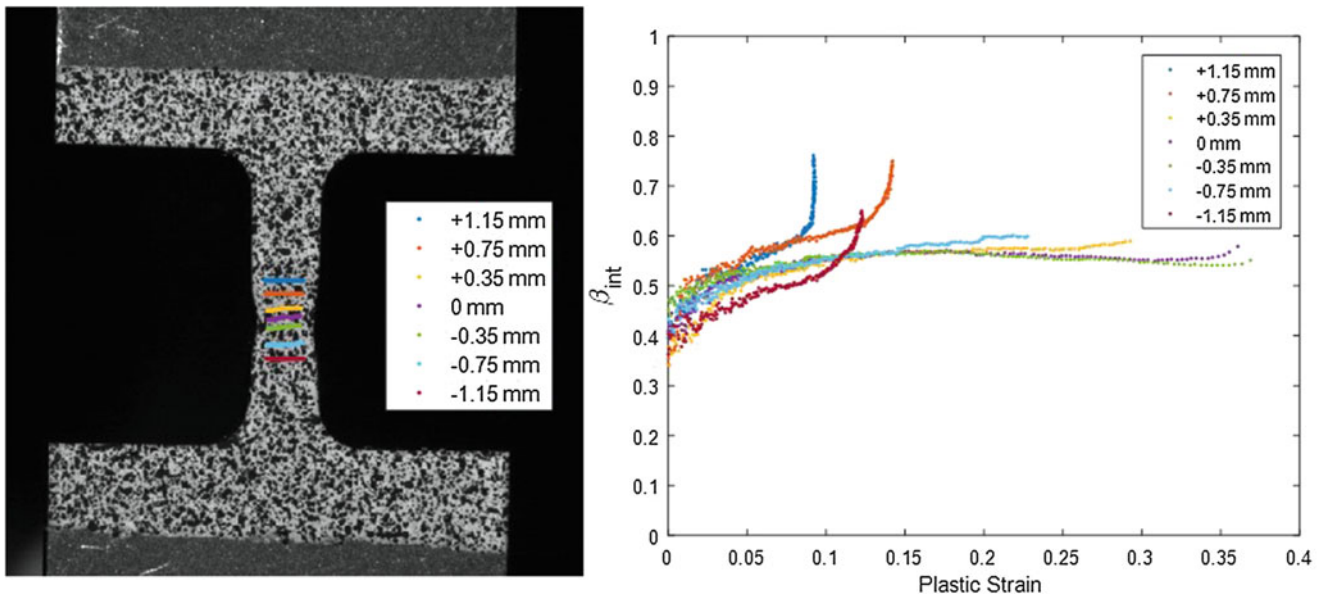 +1.15 mm
+0.75 mm
+0.35 mm
0 mm
-0.35 mm
-0.75 mm
-1.15 mm
1
0.9
0.8
0.7
0.6
0.5
0.4
0.3
0.2
0.1
0
βint
+1.15 mm
+0.75 mm
+0.35 mm
0 mm
-0.35 mm
-0.75 mm
-1.15 mm
0 0.05 0.1 0.15 0.2 0.25 0.3 0.35 0.4
Plastic Strain